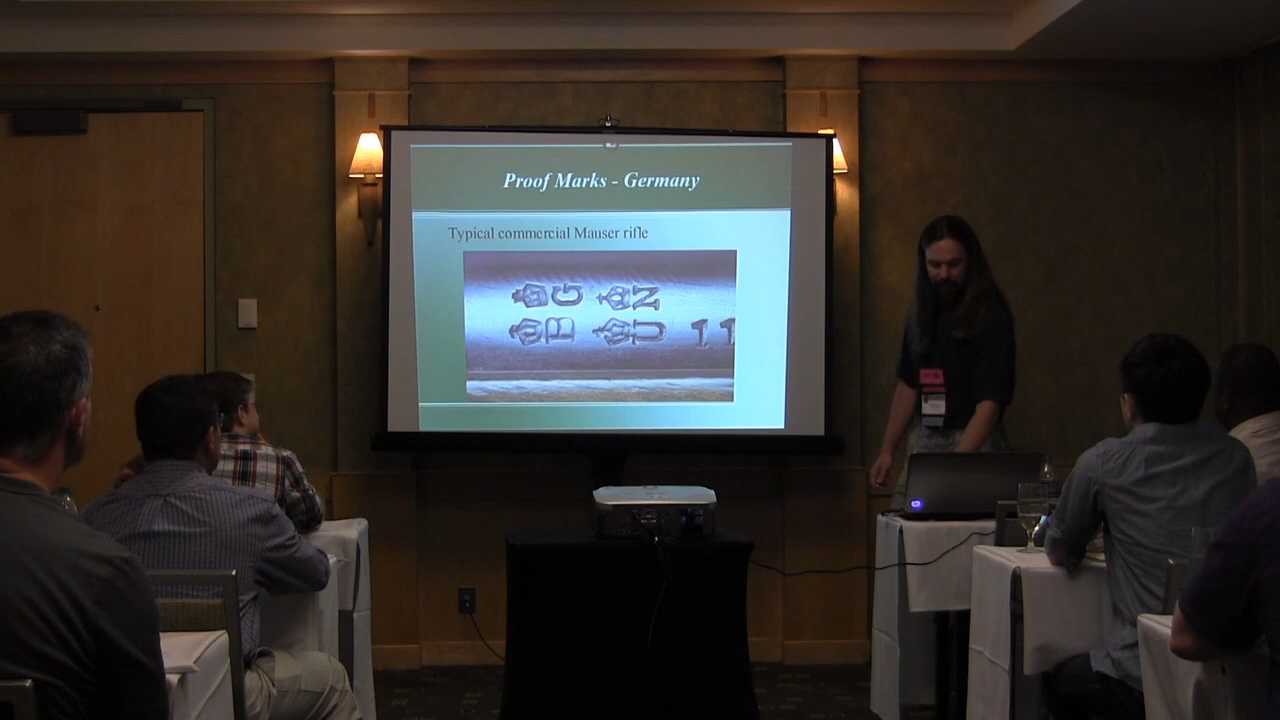 Proof Marks - Germany
Typical commercial Mauser rifle
G N
B U 11